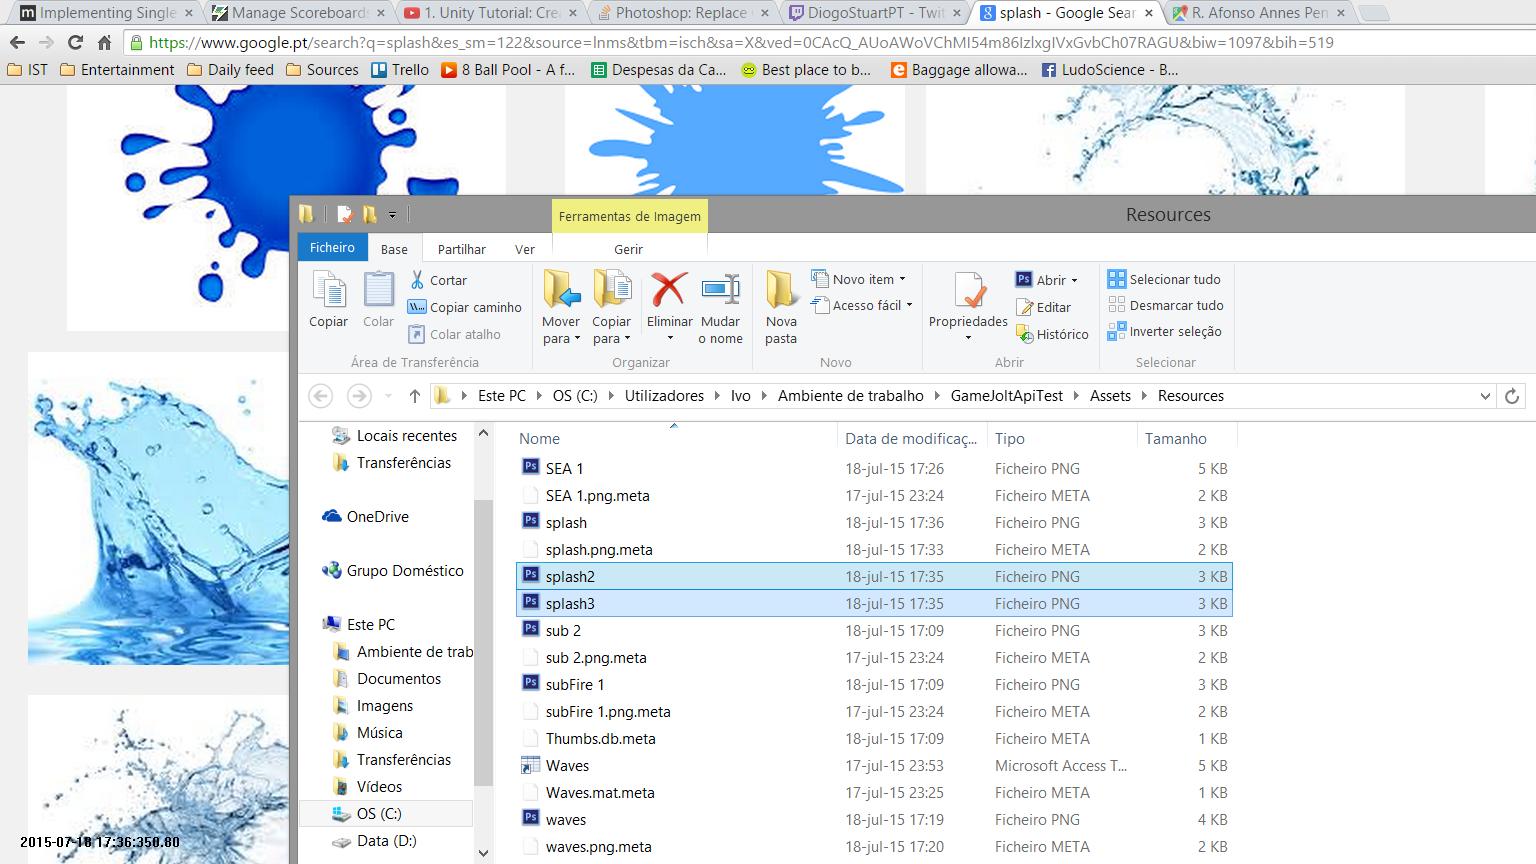 Implementing Single
Manage Scoreboard
1. Unity Tutorial: Cre
Photoshop: Replace
DiogoStuartPT - Twit
splash - Google Sear
R. Afonso Annes Pen
https://www.google.pt/search?q=splash&es_sm=122&source=lnms&tbm=isch&sa=X&ved=0CAcQ_AUoAWoVChMI54m86IzlxgIVxGvbCh07RAGU&biw=1097&bih=519
IST
Entertainment
Daily feed
Sources
Trello
8 Ball Pool - A f...
Despesas da Ca...
Best place to b...
Baggage allowa...
LudoScience - B...
Ferramentas de Imagem
Resources
Ficheiro
Base
Partilhar
Ver
Gerir
Copiar
Colar
Cortar
Copiar caminho
Colar atalho
Área de Transferência
Mover para
Copiar para
Eliminar
Mudar o nome
Organizar
Nova pasta
Novo item
Acesso fácil
Novo
Propriedades
Abrir
Editar
Histórico
Abrir
Selecionar tudo
Desmarcar tudo
Inverter seleção
Selecionar
Este PC
OS (C:)
Utilizadores
Ivo
Ambiente de trabalho
GameJoltApiTest
Assets
Resources
Locais recentes
Transferências
OneDrive
Grupo Doméstico
Este PC
Ambiente de trab
Documentos
Imagens
Música
Transferências
Vídeos
OS (C:)
Data (D:)
Nome Data de modificaç... Tipo Tamanho
SEA 1 18-jul-15 17:26 Ficheiro PNG 5 KB
SEA 1.png.meta 17-jul-15 23:24 Ficheiro META 2 KB
splash 18-jul-15 17:36 Ficheiro PNG 3 KB
splash.png.meta 18-jul-15 17:33 Ficheiro META 2 KB
splash2 18-jul-15 17:35 Ficheiro PNG 3 KB
splash3 18-jul-15 17:35 Ficheiro PNG 3 KB
sub 2 18-jul-15 17:09 Ficheiro PNG 3 KB
sub 2.png.meta 17-jul-15 23:24 Ficheiro META 2 KB
subFire 1 18-jul-15 17:09 Ficheiro PNG 3 KB
subFire 1.png.meta 17-jul-15 23:24 Ficheiro META 2 KB
Thumbs.db.meta 18-jul-15 17:09 Ficheiro META 1 KB
Waves 17-jul-15 23:53 Microsoft Access T... 5 KB
Waves.mat.meta 17-jul-15 23:25 Ficheiro META 1 KB
waves 18-jul-15 17:19 Ficheiro PNG 4 KB
waves.png.meta 18-jul-15 17:20 Ficheiro META 2 KB
2015-07-18 17:36:350.80